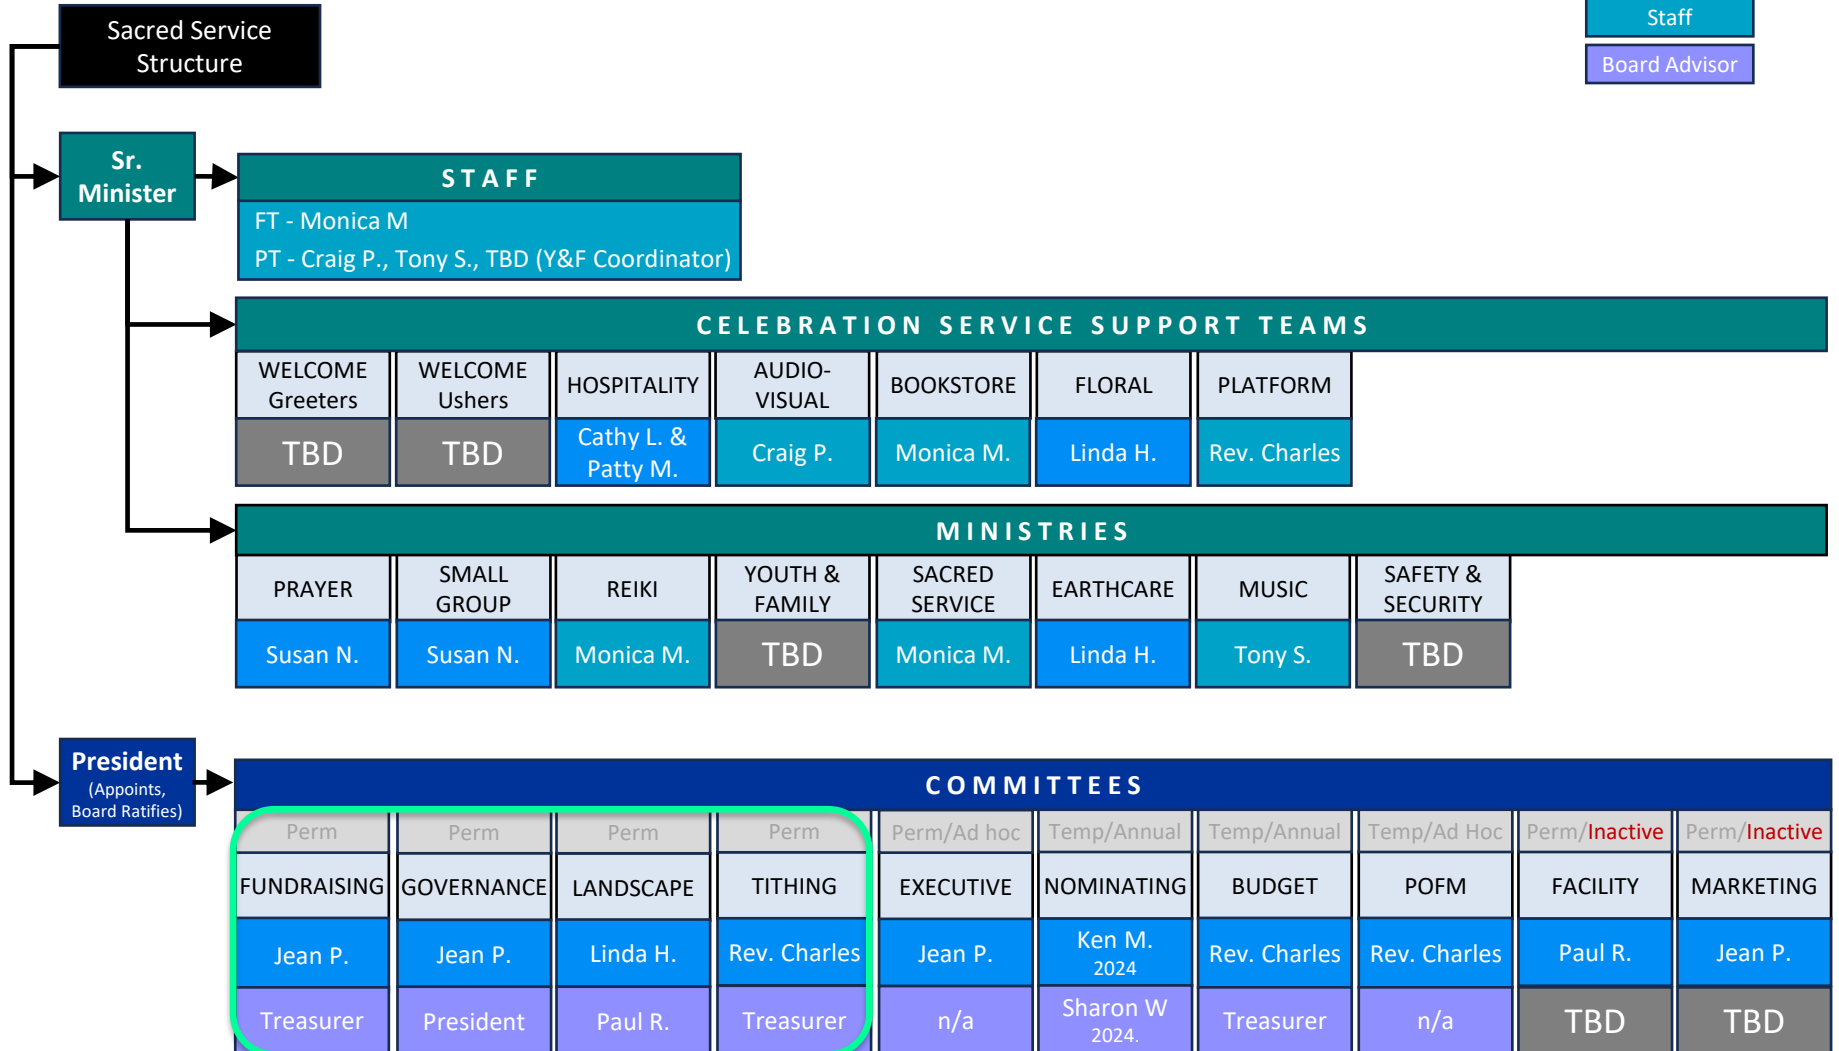 Sacred Service
Structure
Staff
Board Advisor
Sr.
Minister
STAFF
FT - Monica M
PT - Craig P., Tony S., TBD (Y&F Coordinator)
CELEBRATION SERVICE SUPPORT TEAMS
WELCOME
Greeters
WELCOME
Ushers
HOSPITALITY
AUDIO-
VISUAL
BOOKSTORE
FLORAL
PLATFORM
TBD
TBD
Cathy L. &
Patty M.
Craig P.
Monica M.
Linda H.
Rev. Charles
MINISTRIES
PRAYER
SMALL
GROUP
REIKI
YOUTH &
FAMILY
SACRED
SERVICE
EARTHCARE
MUSIC
SAFETY &
SECURITY
Susan N.
Susan N.
Monica M.
TBD
Monica M.
Linda H.
Tony S.
TBD
President
(Appoints,
Board Ratifies)
COMMITTEES
Perm
Perm
Perm
Perm
Perm/Ad hoc
Temp/Annual
Temp/Annual
Temp/Ad Hoc
Perm/Inactive
Perm/Inactive
FUNDRAISING
GOVERNANCE
LANDSCAPE
TITHING
EXECUTIVE
NOMINATING
BUDGET
POFM
FACILITY
MARKETING
Jean P.
Jean P.
Linda H.
Rev. Charles
Jean P.
Ken M.
2024
Rev. Charles
Rev. Charles
Paul R.
Jean P.
Treasurer
President
Paul R.
Treasurer
n/a
Sharon W
2024.
Treasurer
n/a
TBD
TBD